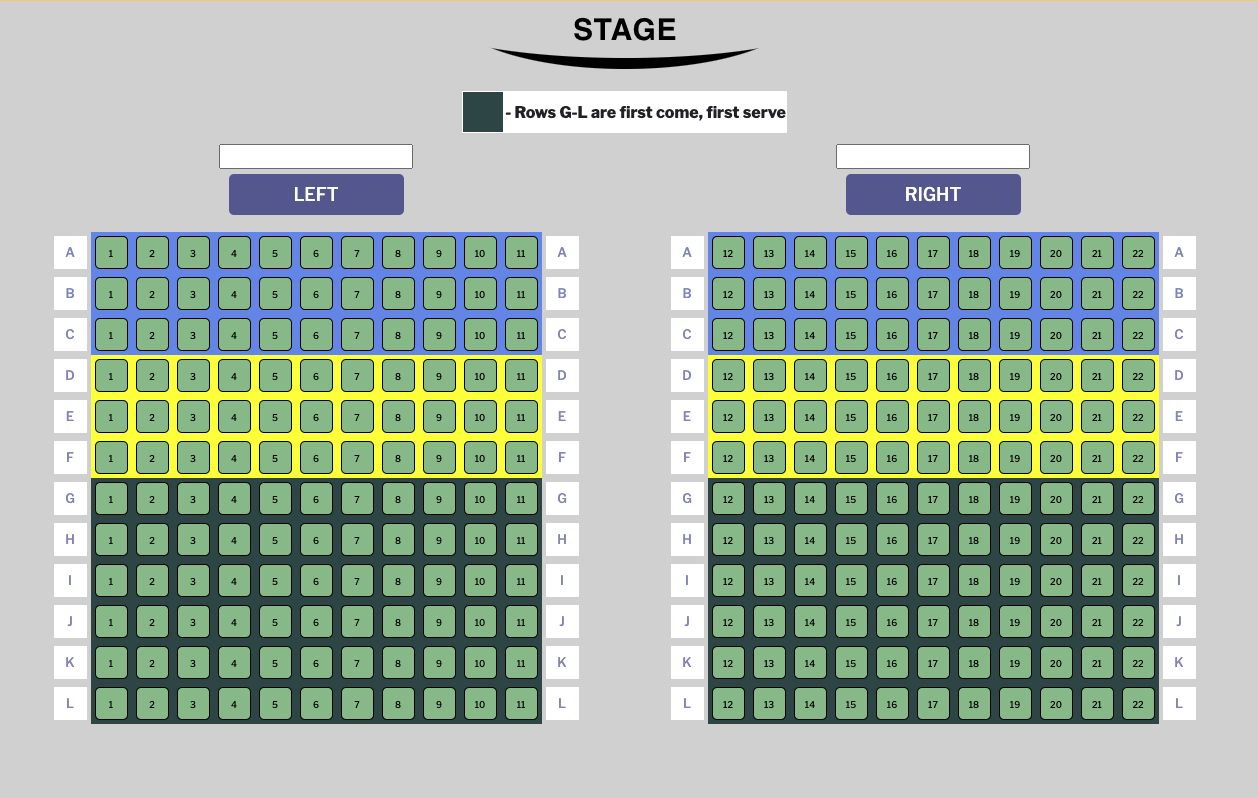 STAGE
- Rows G-L are first come, first serve
LEFT RIGHT
A 1 2 3 4 5 6 7 8 9 10 11 A A 12 13 14 15 16 17 18 19 20 21 22 A
B 1 2 3 4 5 6 7 8 9 10 11 B B 12 13 14 15 16 17 18 19 20 21 22 B
C 1 2 3 4 5 6 7 8 9 10 11 C C 12 13 14 15 16 17 18 19 20 21 22 C
D 1 2 3 4 5 6 7 8 9 10 11 D D 12 13 14 15 16 17 18 19 20 21 22 D
E 1 2 3 4 5 6 7 8 9 10 11 E E 12 13 14 15 16 17 18 19 20 21 22 E
F 1 2 3 4 5 6 7 8 9 10 11 F F 12 13 14 15 16 17 18 19 20 21 22 F
G 1 2 3 4 5 6 7 8 9 10 11 G G 12 13 14 15 16 17 18 19 20 21 22 G
H 1 2 3 4 5 6 7 8 9 10 11 H H 12 13 14 15 16 17 18 19 20 21 22 H
I 1 2 3 4 5 6 7 8 9 10 11 I I 12 13 14 15 16 17 18 19 20 21 22 I
J 1 2 3 4 5 6 7 8 9 10 11 J J 12 13 14 15 16 17 18 19 20 21 22 J
K 1 2 3 4 5 6 7 8 9 10 11 K K 12 13 14 15 16 17 18 19 20 21 22 K
L 1 2 3 4 5 6 7 8 9 10 11 L L 12 13 14 15 16 17 18 19 20 21 22 L